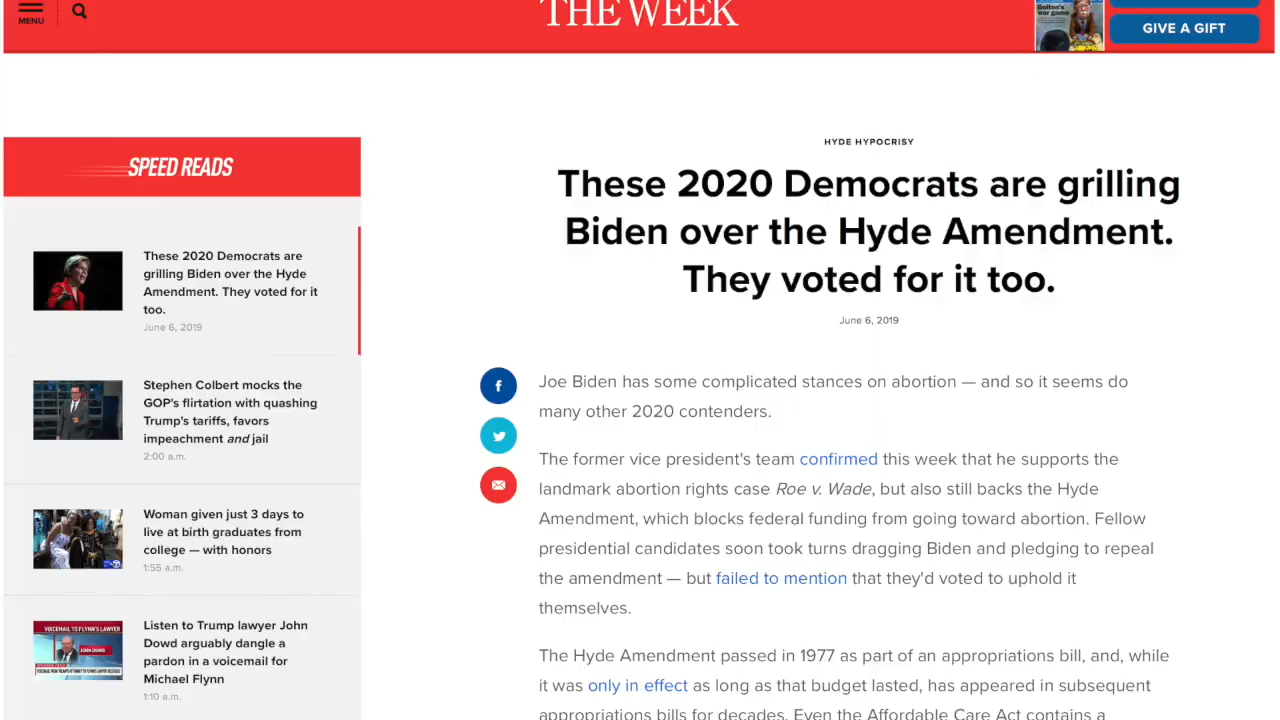 MENU
THE WEEK
Bolton's
war game
GIVE A GIFT
SPEED READS
These 2020 Democrats are
grilling Biden over the Hyde
Amendment. They voted for it
too.
June 6, 2019
Stephen Colbert mocks the
GOP's flirtation with quashing
Trump's tariffs, favors
impeachment and jail
2:00 a.m.
Woman given just 3 days to
live at birth graduates from
college — with honors
1:55 a.m.
VOICEMAIL TO FLYNN'S LAWYER
JOHN DOWD
Listen to Trump lawyer John
Dowd arguably dangle a
pardon in a voicemail for
Michael Flynn
1:10 a.m.
HYDE HYPOCRISY
These 2020 Democrats are grilling
Biden over the Hyde Amendment.
They voted for it too.
June 6, 2019
Joe Biden has some complicated stances on abortion — and so it seems do
many other 2020 contenders.
The former vice president's team confirmed this week that he supports the
landmark abortion rights case Roe v. Wade, but also still backs the Hyde
Amendment, which blocks federal funding from going toward abortion. Fellow
presidential candidates soon took turns dragging Biden and pledging to repeal
the amendment — but failed to mention that they'd voted to uphold it
themselves.
The Hyde Amendment passed in 1977 as part of an appropriations bill, and, while
it was only in effect as long as that budget lasted, has appeared in subsequent
appropriations bills for decades. Even the Affordable Care Act contains a